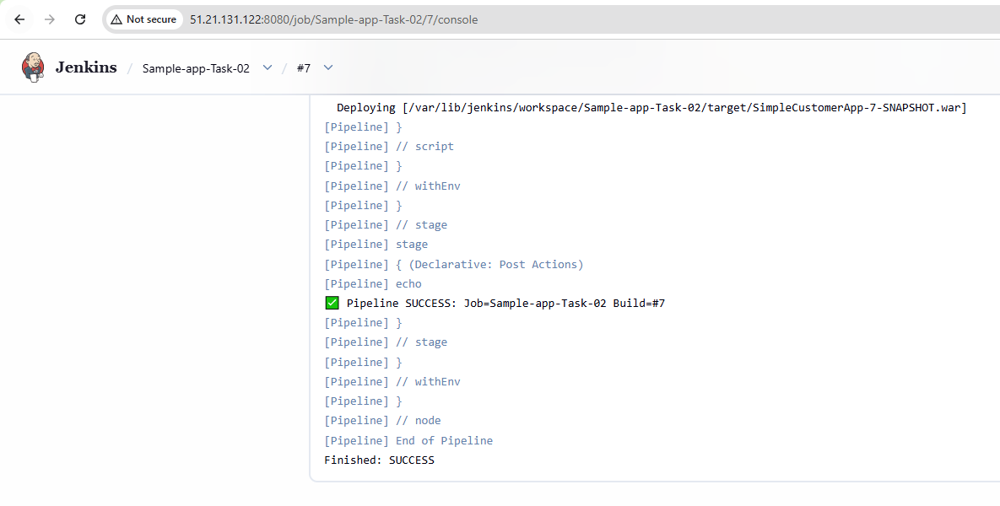 Not secure 51.21.131.122:8080/job/Sample-app-Task-02/7/console
Jenkins / Sample-app-Task-02 / #7
Deploying [/var/lib/jenkins/workspace/Sample-app-Task-02/target/SimpleCustomerApp-7-SNAPSHOT.war]
[Pipeline] }
[Pipeline] // script
[Pipeline] }
[Pipeline] // withEnv
[Pipeline] }
[Pipeline] // stage
[Pipeline] stage
[Pipeline] { (Declarative: Post Actions)
[Pipeline] echo
✅ Pipeline SUCCESS: Job=Sample-app-Task-02 Build=#7
[Pipeline] }
[Pipeline] // stage
[Pipeline] }
[Pipeline] // withEnv
[Pipeline] }
[Pipeline] // node
[Pipeline] End of Pipeline
Finished: SUCCESS